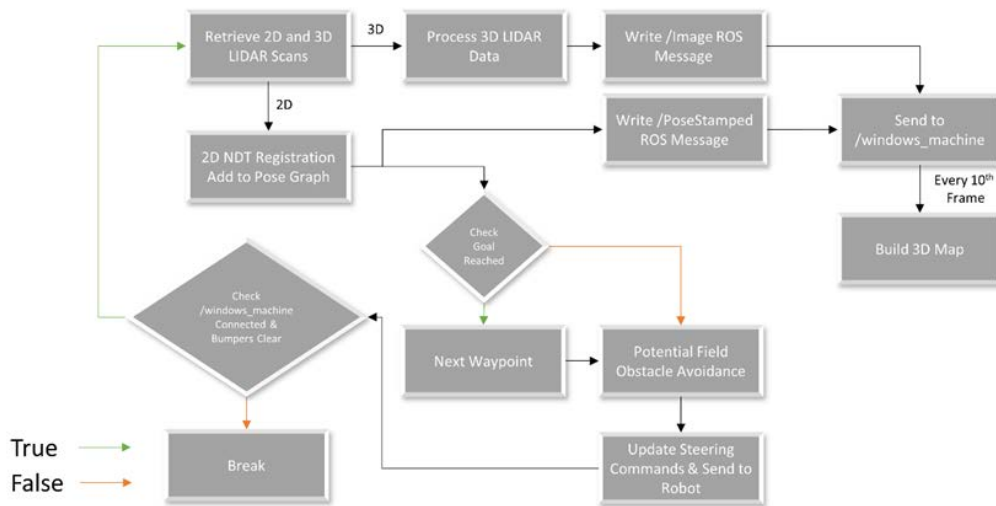 Retrieve 2D and 3D
LIDAR Scans
3D
Process 3D LIDAR
Data
Write /Image ROS
Message
2D
2D NDT Registration
Add to Pose Graph
Write /PoseStamped
ROS Message
Send to
/windows_machine
Every 10th
Frame
Build 3D Map
Check
Goal
Reached
Check
/windows_machine
Connected &
Bumpers Clear
Next Waypoint
Potential Field
Obstacle Avoidance
Update Steering
Commands & Send to
Robot
Break
True
False